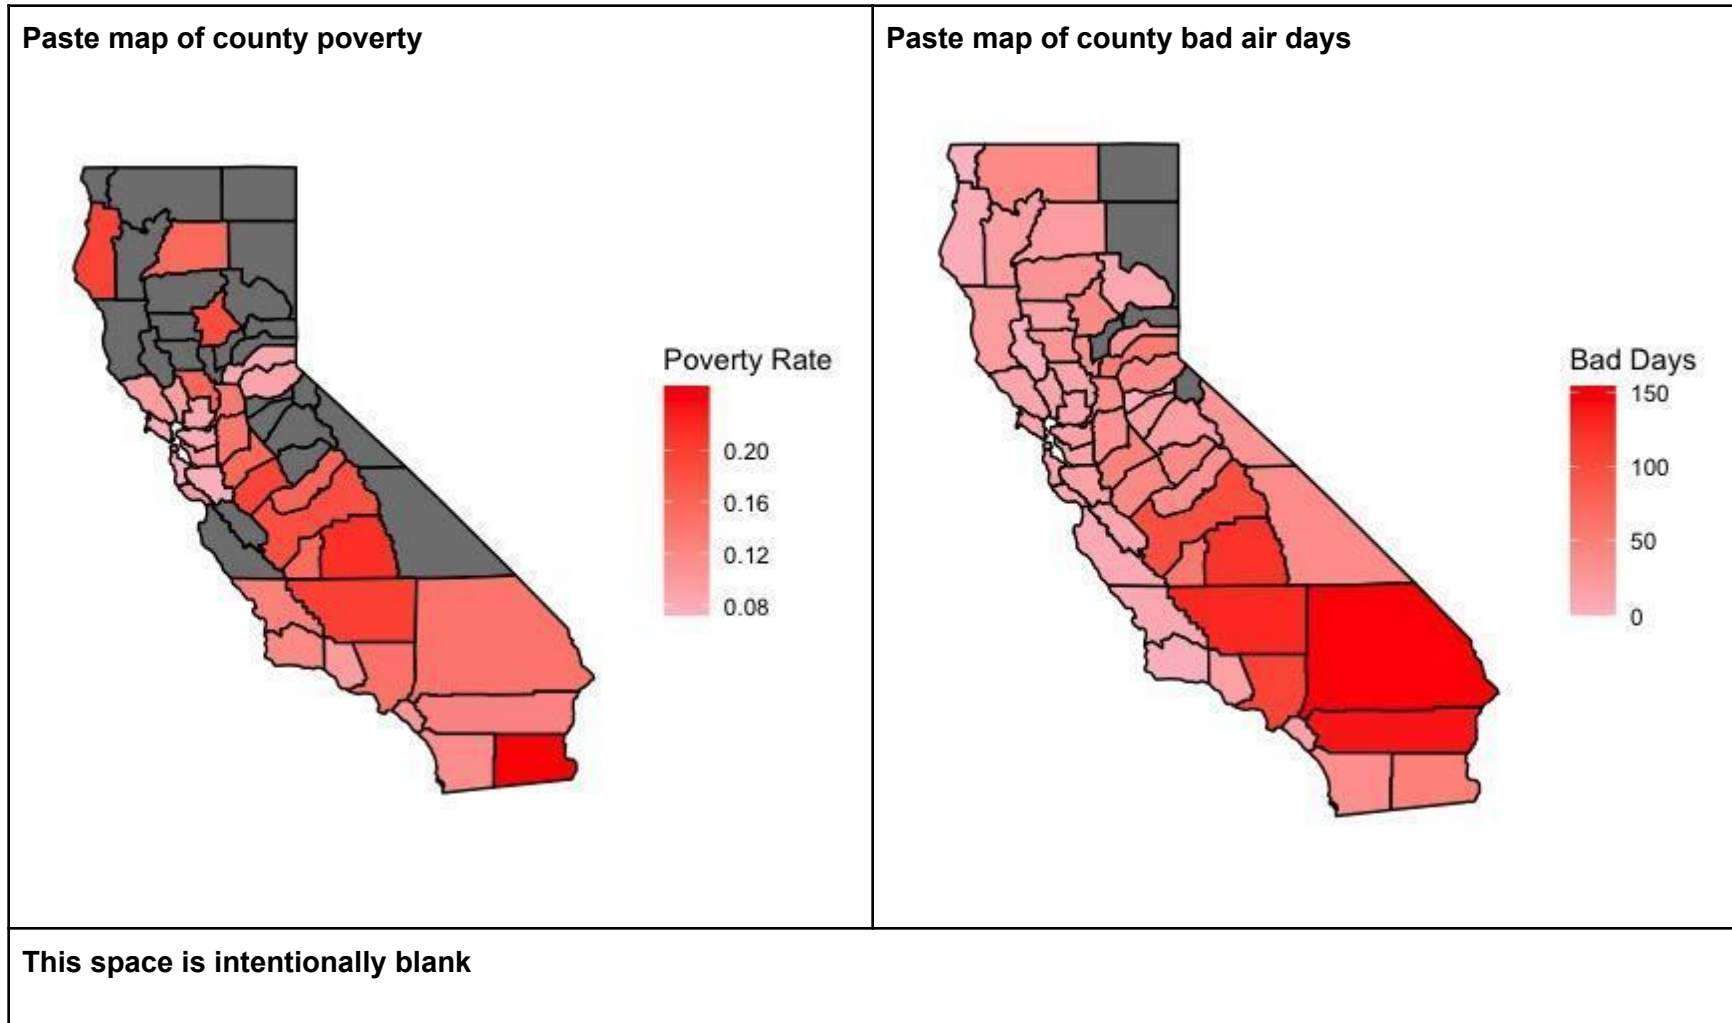 Paste map of county poverty
Paste map of county bad air days
Poverty Rate
0.20
0.16
0.12
0.08
Bad Days
150
100
50
0
This space is intentionally blank